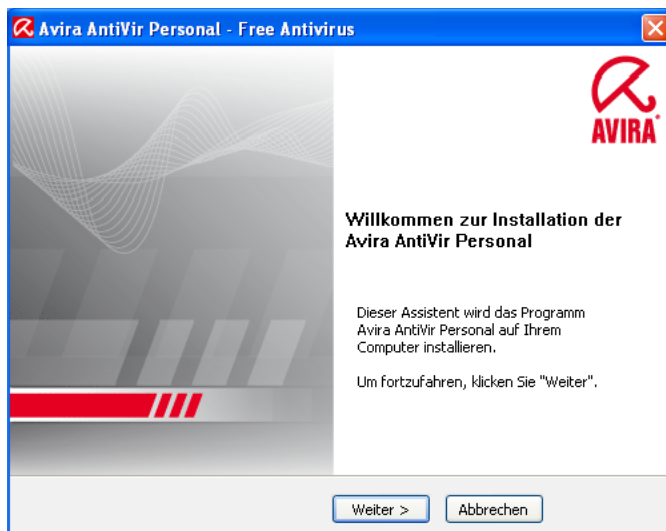 Avira AntiVir Personal - Free Antivirus
AVIRA
Willkommen zur Installation der
Avira AntiVir Personal
Dieser Assistent wird das Programm
Avira AntiVir Personal auf Ihrem
Computer installieren.
Um fortzufahren, klicken Sie "Weiter".
Weiter >
Abbrechen